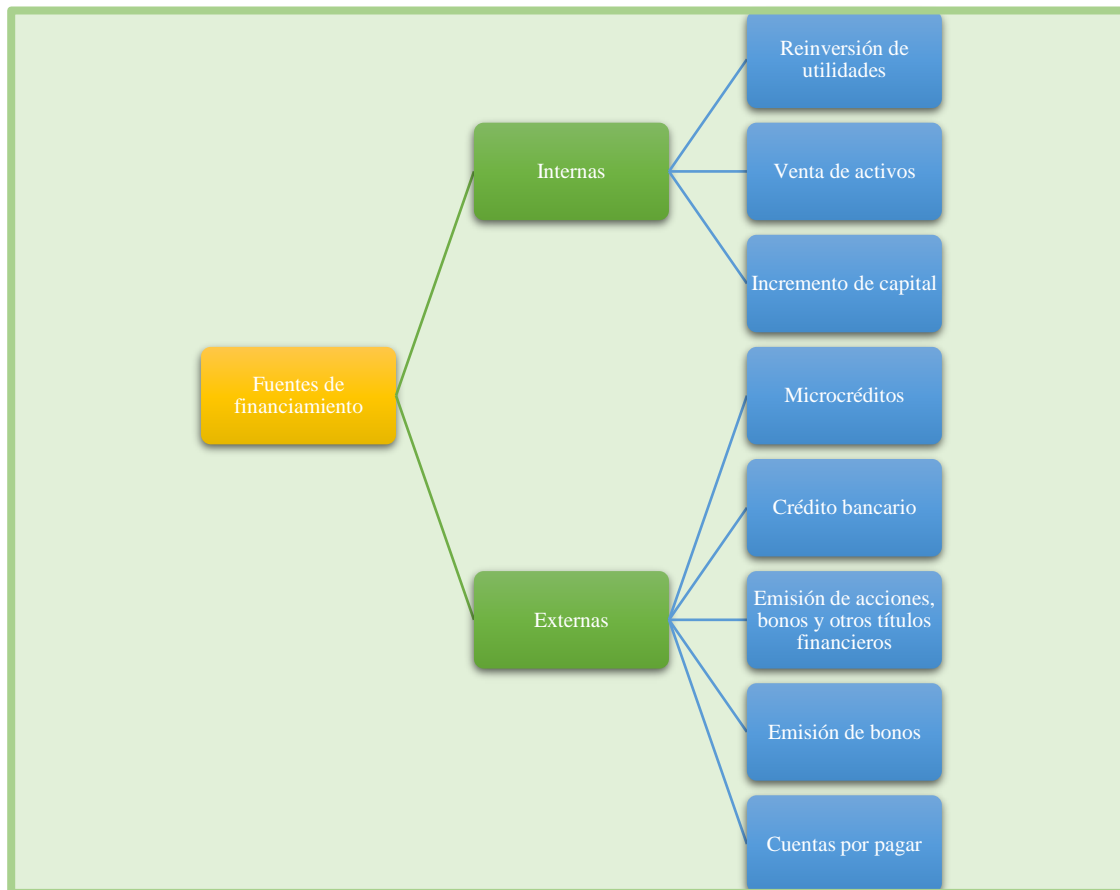 Reinversión de
utilidades
Internas
Venta de activos
Incremento de capital
Fuentes de
financiamiento
Microcréditos
Crédito bancario
Externas
Emisión de acciones,
bonos y otros títulos
financieros
Emisión de bonos
Cuentas por pagar